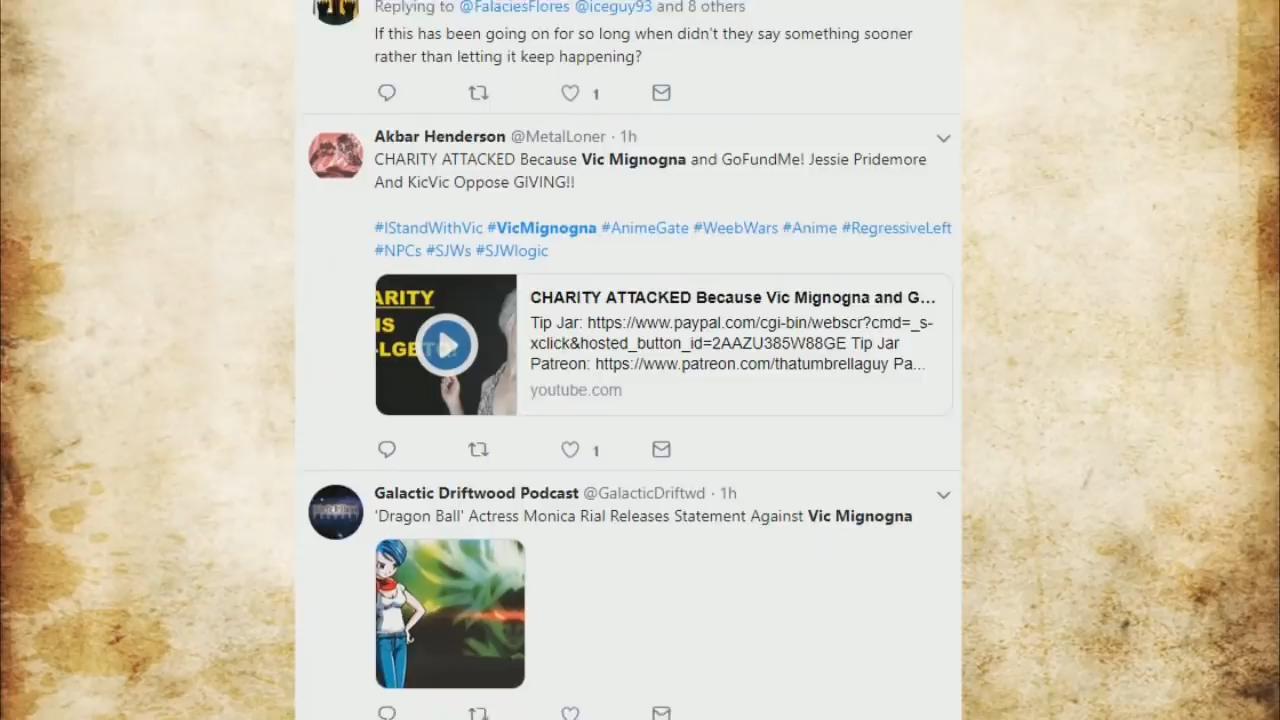 Replying to @FalaciesFlores @iceguy93 and 8 others
If this has been going on for so long when didn't they say something sooner
rather than letting it keep happening?
1
Akbar Henderson @MetalLoner · 1h
CHARITY ATTACKED Because Vic Mignogna and GoFundMe! Jessie Pridemore
And KicVic Oppose GIVING!!
#IStandWithVic #VicMignogna #AnimeGate #WeebWars #Anime #RegressiveLeft
#NPCs #SJWs #SJWlogic
ARITY
IS
-LGBT
CHARITY ATTACKED Because Vic Mignogna and G...
Tip Jar: https://www.paypal.com/cgi-bin/webscr?cmd=_s-
xclick&hosted_button_id=2AAZU385W88GE Tip Jar
Patreon: https://www.patreon.com/thatumbrellaguy Pa...
youtube.com
1
Galactic Driftwood Podcast @GalacticDriftwd · 1h
'Dragon Ball' Actress Monica Rial Releases Statement Against Vic Mignogna